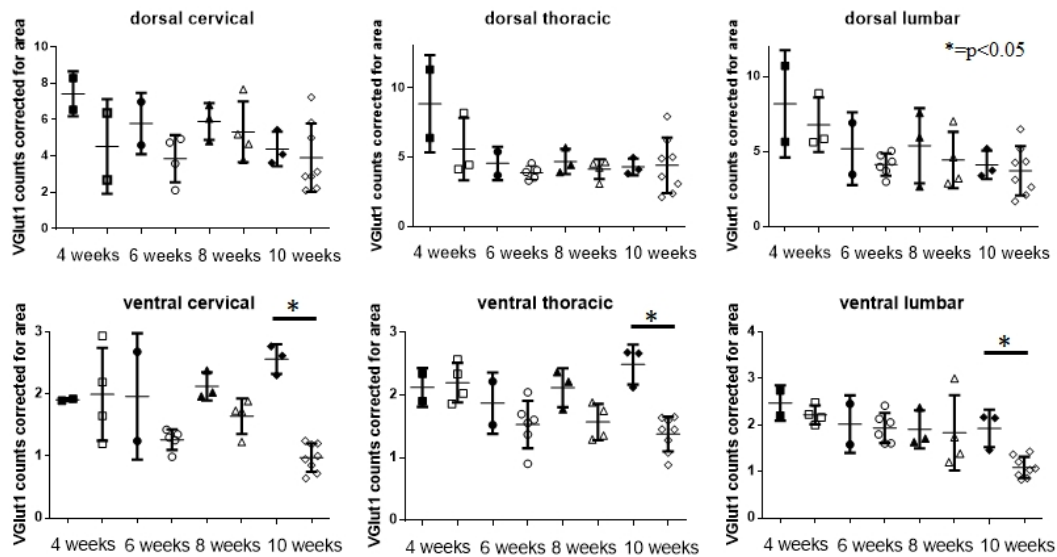 dorsal cervical
VGlut1 counts corrected for area
10
8
6
4
2
0
4 weeks 6 weeks 8 weeks 10 weeks
dorsal thoracic
VGlut1 counts corrected for area
10
5
0
4 weeks 6 weeks 8 weeks 10 weeks
dorsal lumbar
*=p<0.05
VGlut1 counts corrected for area
10
5
0
4 weeks 6 weeks 8 weeks 10 weeks
ventral cervical
*
VGlut1 counts corrected for area
3
2
1
0
4 weeks 6 weeks 8 weeks 10 weeks
ventral thoracic
*
VGlut1 counts corrected for area
3
2
1
0
4 weeks 6 weeks 8 weeks 10 weeks
ventral lumbar
*
VGlut1 counts corrected for area
4
3
2
1
0
4 weeks 6 weeks 8 weeks 10 weeks